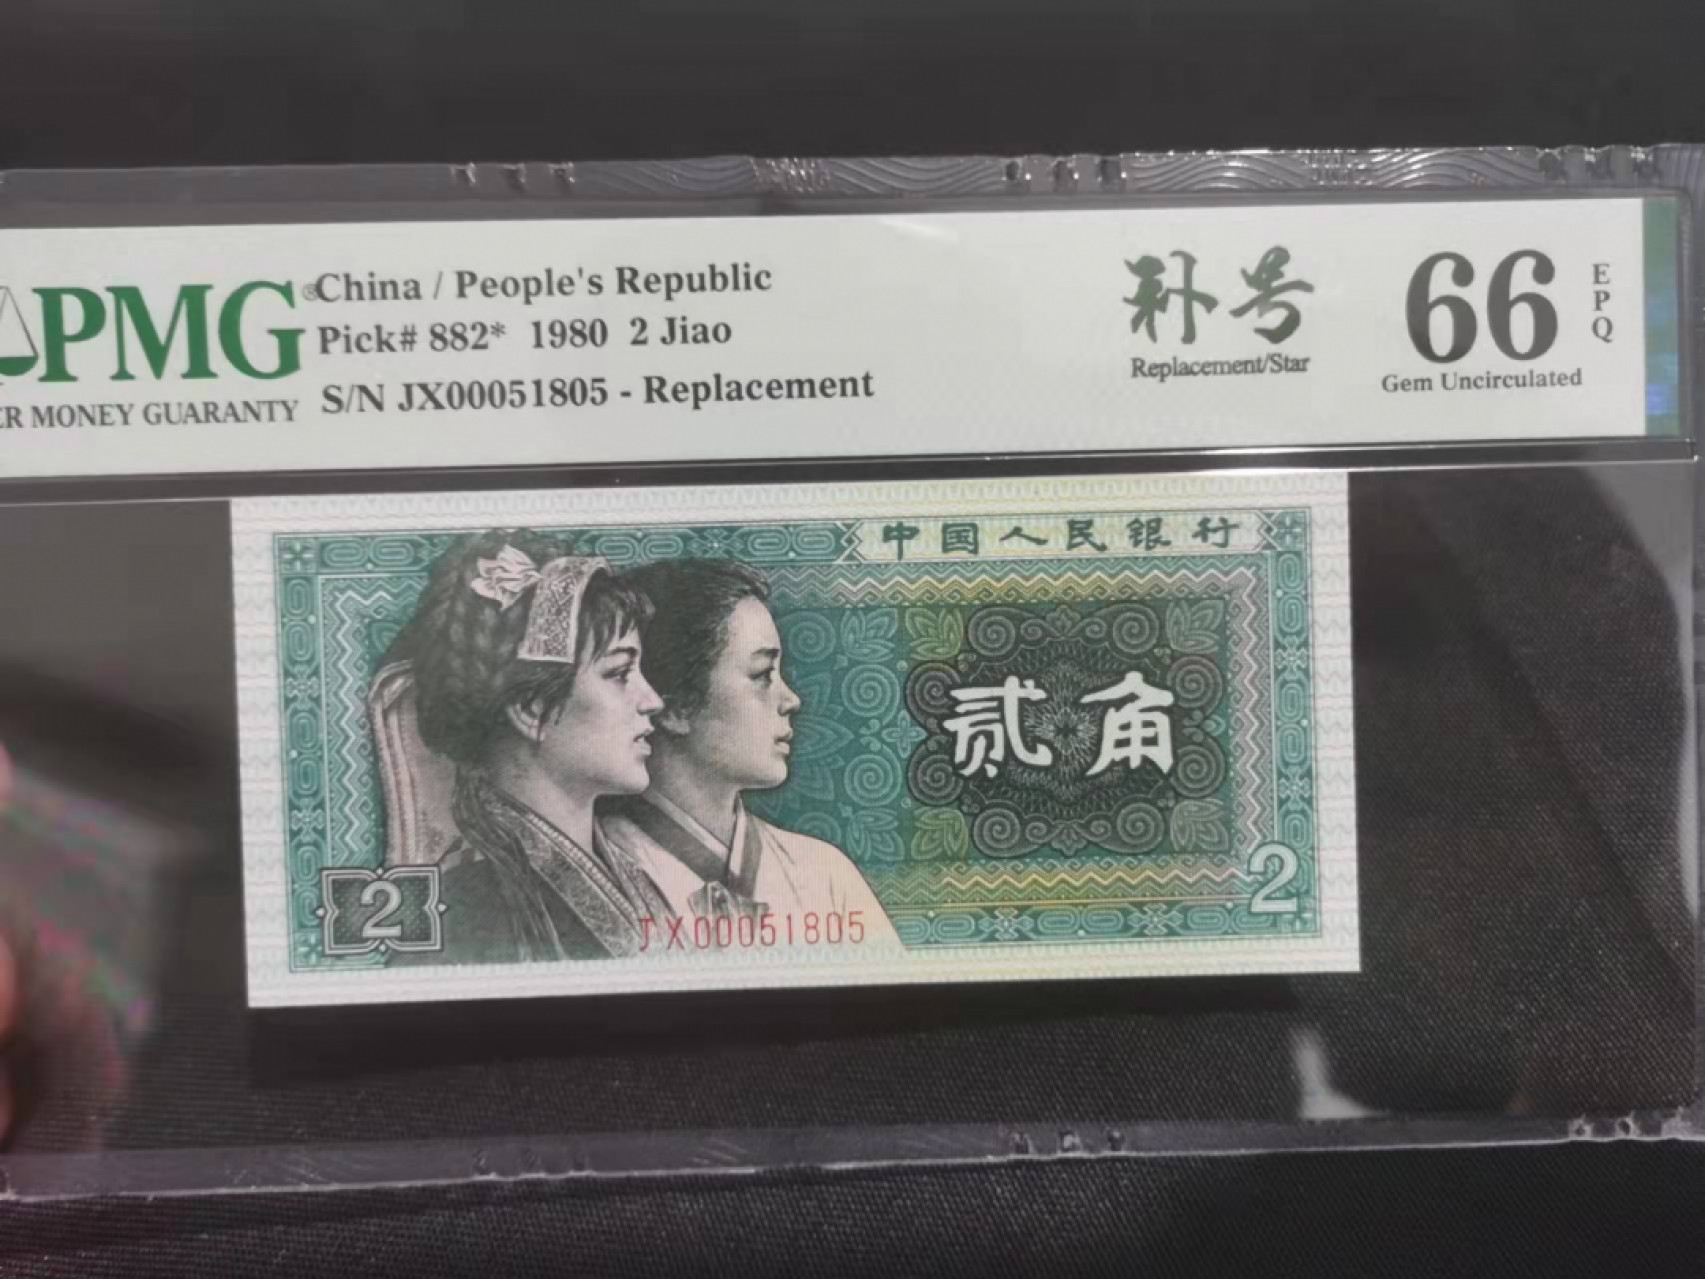 PMG®
ER MONEY GUARANTY
China / People's Republic
Pick# 882* 1980 2 Jiao
S/N JX00051805 - Replacement
补号
Replacement/Star
66
EPQ
Gem Uncirculated
中国人民银行
贰角
2
2
JX00051805